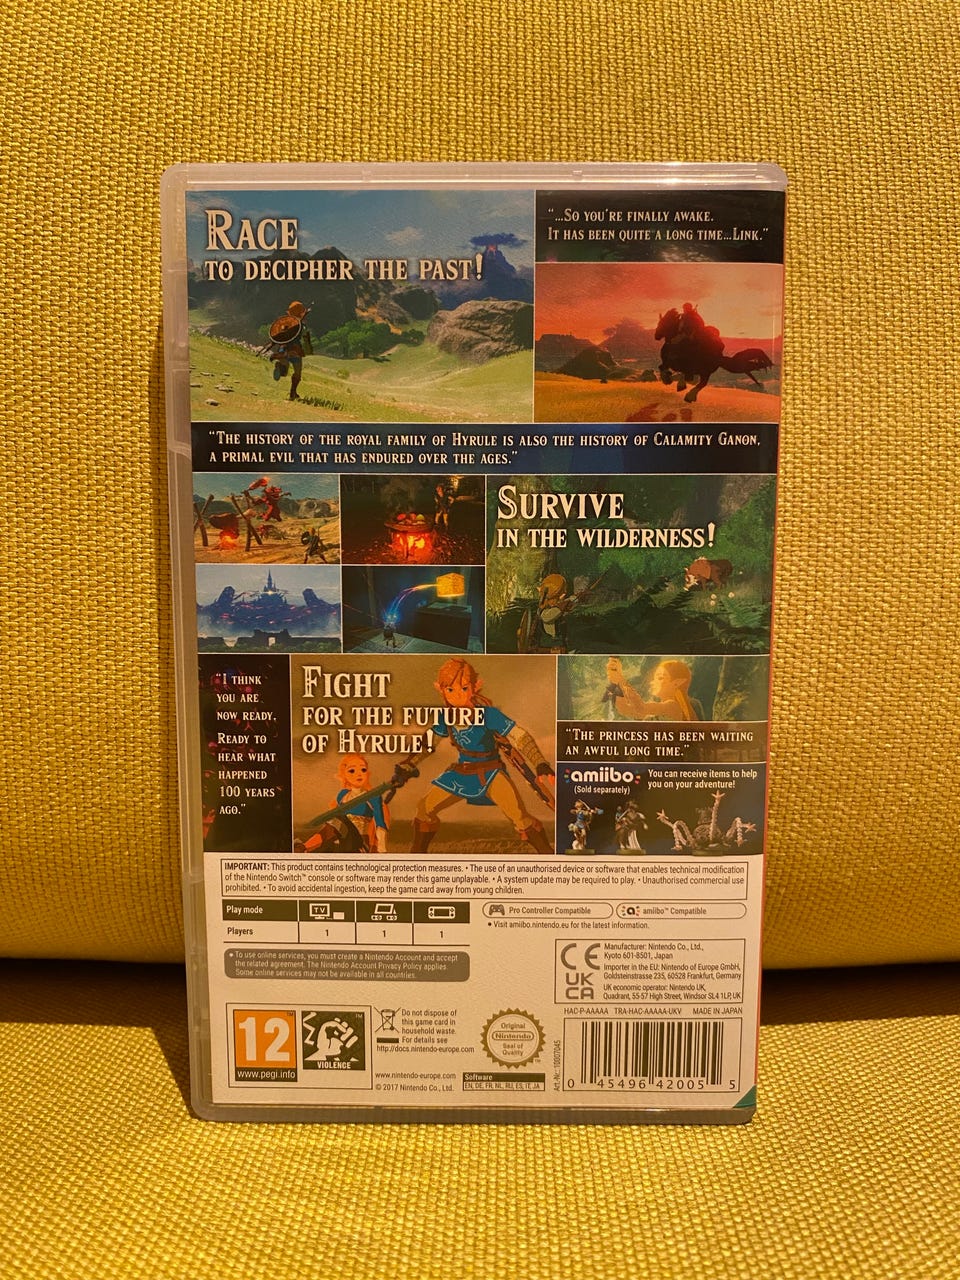 RACE
TO DECIPHER THE PAST!
"...SO YOU'RE FINALLY AWAKE.
IT HAS BEEN QUITE A LONG TIME...LINK."
"THE HISTORY OF THE ROYAL FAMILY OF HYRULE IS ALSO THE HISTORY OF CALAMITY GANON,
A PRIMAL EVIL THAT HAS ENDURED OVER THE AGES."
SURVIVE
IN THE WILDERNESS!
"I THINK
YOU ARE
NOW READY.
READY TO
HEAR WHAT
HAPPENED
100 YEARS
AGO."
FIGHT
FOR THE FUTURE
OF HYRULE!
"THE PRINCESS HAS BEEN WAITING
AN AWFUL LONG TIME."
amiibo
(Sold separately)
You can receive items to help
you on your adventure!
IMPORTANT: This product contains technological protection measures. • The use of an unauthorised device or software that enables technical modification
of the Nintendo Switch™ console or software may render this game unplayable. • A system update may be required to play. • Unauthorised commercial use
prohibited. • To avoid accidental ingestion, keep the game card away from young children.
Play mode
TV
Players
1
1
1
Pro Controller Compatible
a amiibo™ Compatible
• Visit amiibo.nintendo.eu for the latest information.
• To use online services, you must create a Nintendo Account and accept
the related agreement. The Nintendo Account Privacy Policy applies.
Some online services may not be available in all countries.
CE
UK
CA
Manufacturer: Nintendo Co., Ltd.,
Kyoto 601-8501, Japan
Importer in the EU: Nintendo of Europe GmbH,
Goldsteinstrasse 235, 60528 Frankfurt, Germany
UK economic operator: Nintendo UK,
Quadrant, 55-57 High Street, Windsor SL4 1LP, UK
HAC-P-AAAAA TRA-HAC-AAAAA-UKV MADE IN JAPAN
12
™
www.pegi.info
™
VIOLENCE
Do not dispose of
this game card in
household waste.
For details see
http://docs.nintendo-europe.com
www.nintendo-europe.com
© 2017 Nintendo Co., Ltd.
Original
Nintendo
Seal of
Quality
™
Software
EN, DE, FR, NL, RU, ES, IT, JA
Art.-Nr.: 10007045
0 45496 42005 5